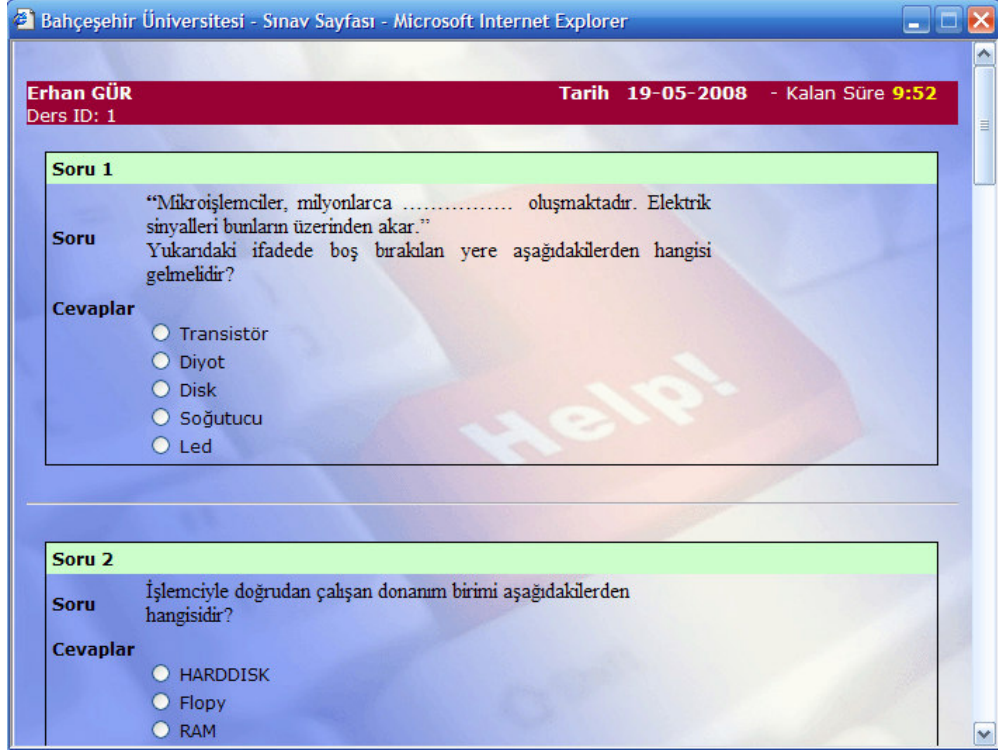 Bahçeşehir Üniversitesi - Sınav Sayfası - Microsoft Internet Explorer
Erhan GÜR Tarih 19-05-2008 - Kalan Süre 9:52
Ders ID: 1
Soru 1
Soru
“Mikroişlemciler, milyonlarca …………… oluşmaktadır. Elektrik
sinyalleri bunların üzerinden akar.”
Yukarıdaki ifadede boş bırakılan yere aşağıdakilerden hangisi
gelmelidir?
Cevaplar
Transistör
Diyot
Disk
Soğutucu
Led
Help!
Soru 2
Soru
İşlemciyle doğrudan çalışan donanım birimi aşağıdakilerden
hangisidir?
Cevaplar
HARDDISK
Flopy
RAM